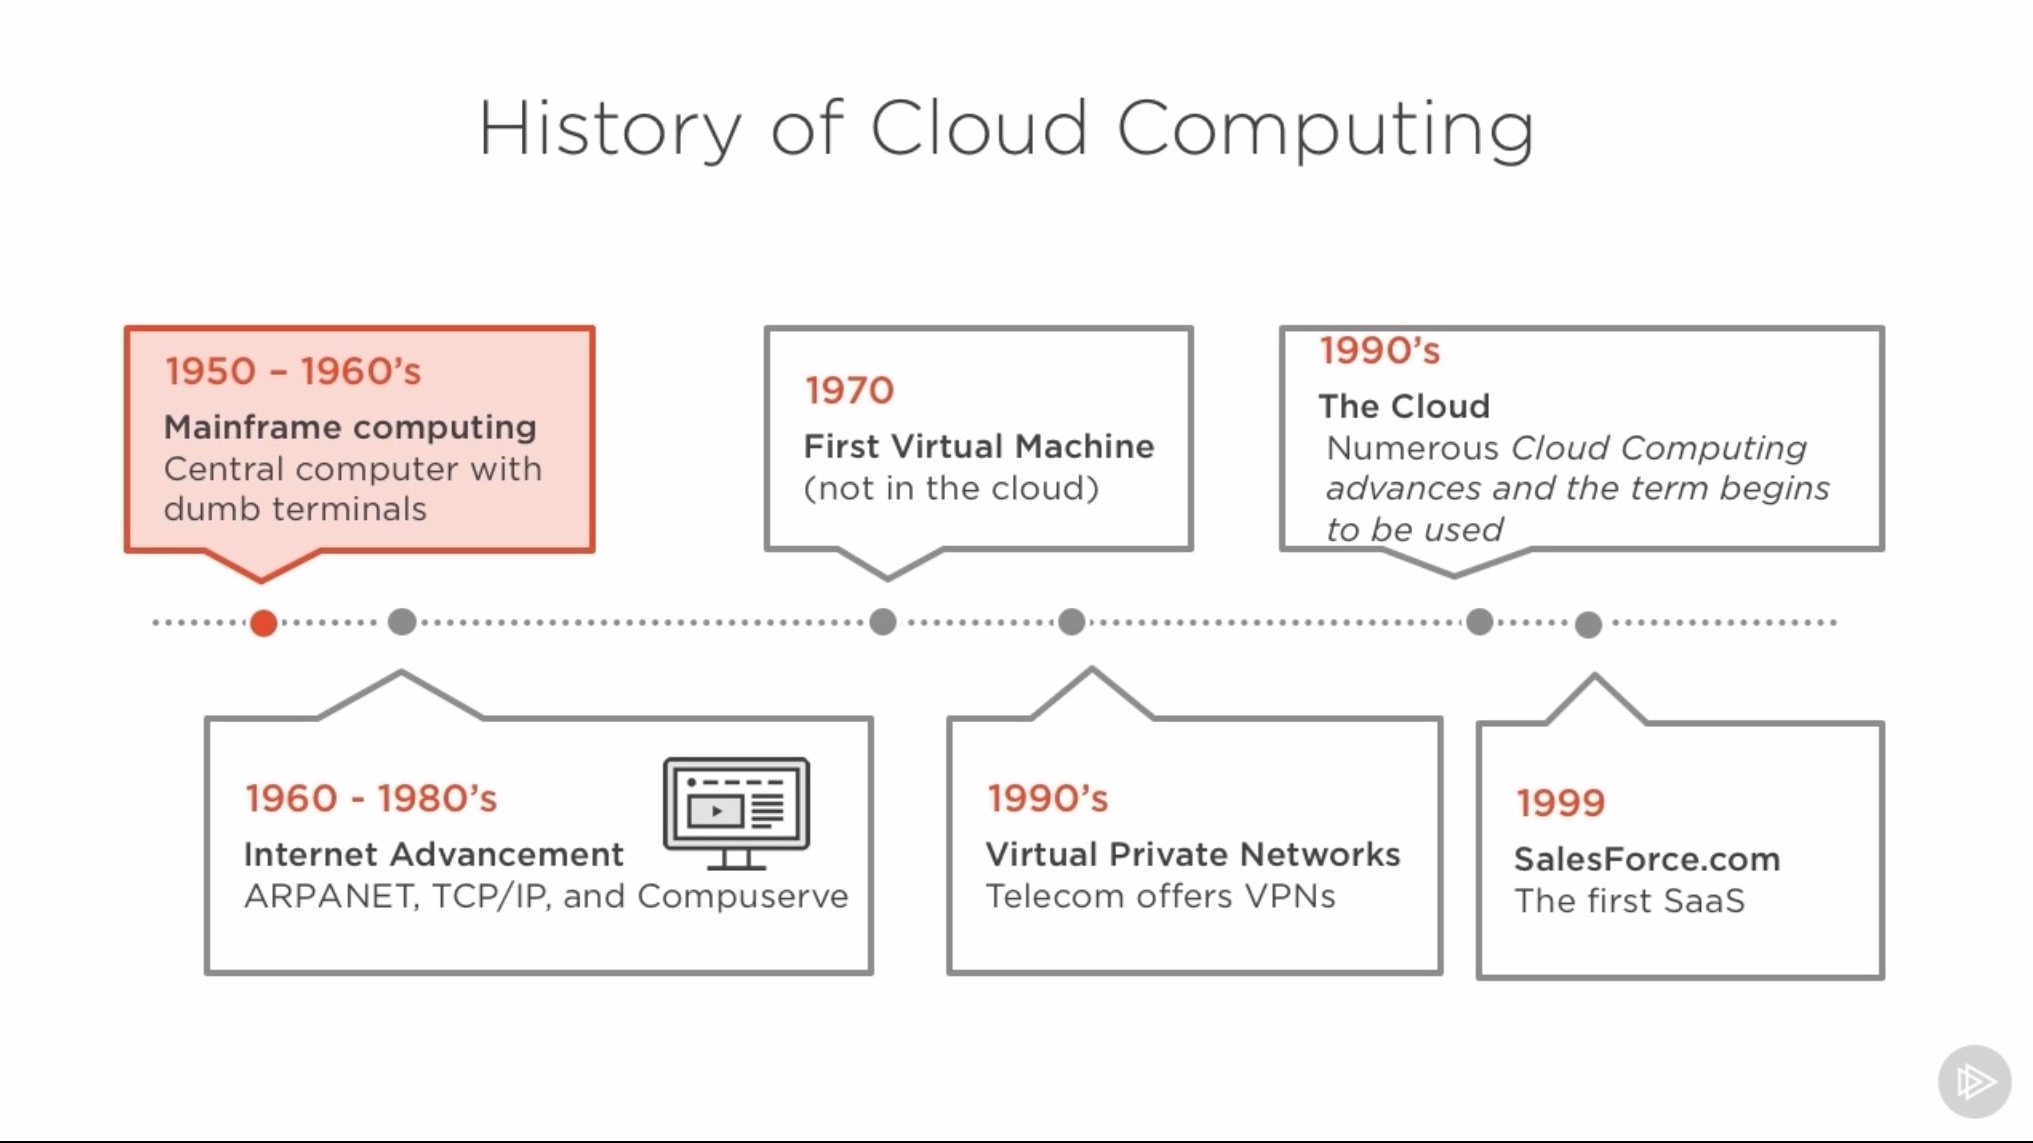 History of Cloud Computing
1950 – 1960’s
Mainframe computing
Central computer with
dumb terminals
1970
First Virtual Machine
(not in the cloud)
1990’s
The Cloud
Numerous Cloud Computing
advances and the term begins
to be used
1960 - 1980’s
Internet Advancement
ARPANET, TCP/IP, and Compuserve
1990’s
Virtual Private Networks
Telecom offers VPNs
1999
SalesForce.com
The first SaaS